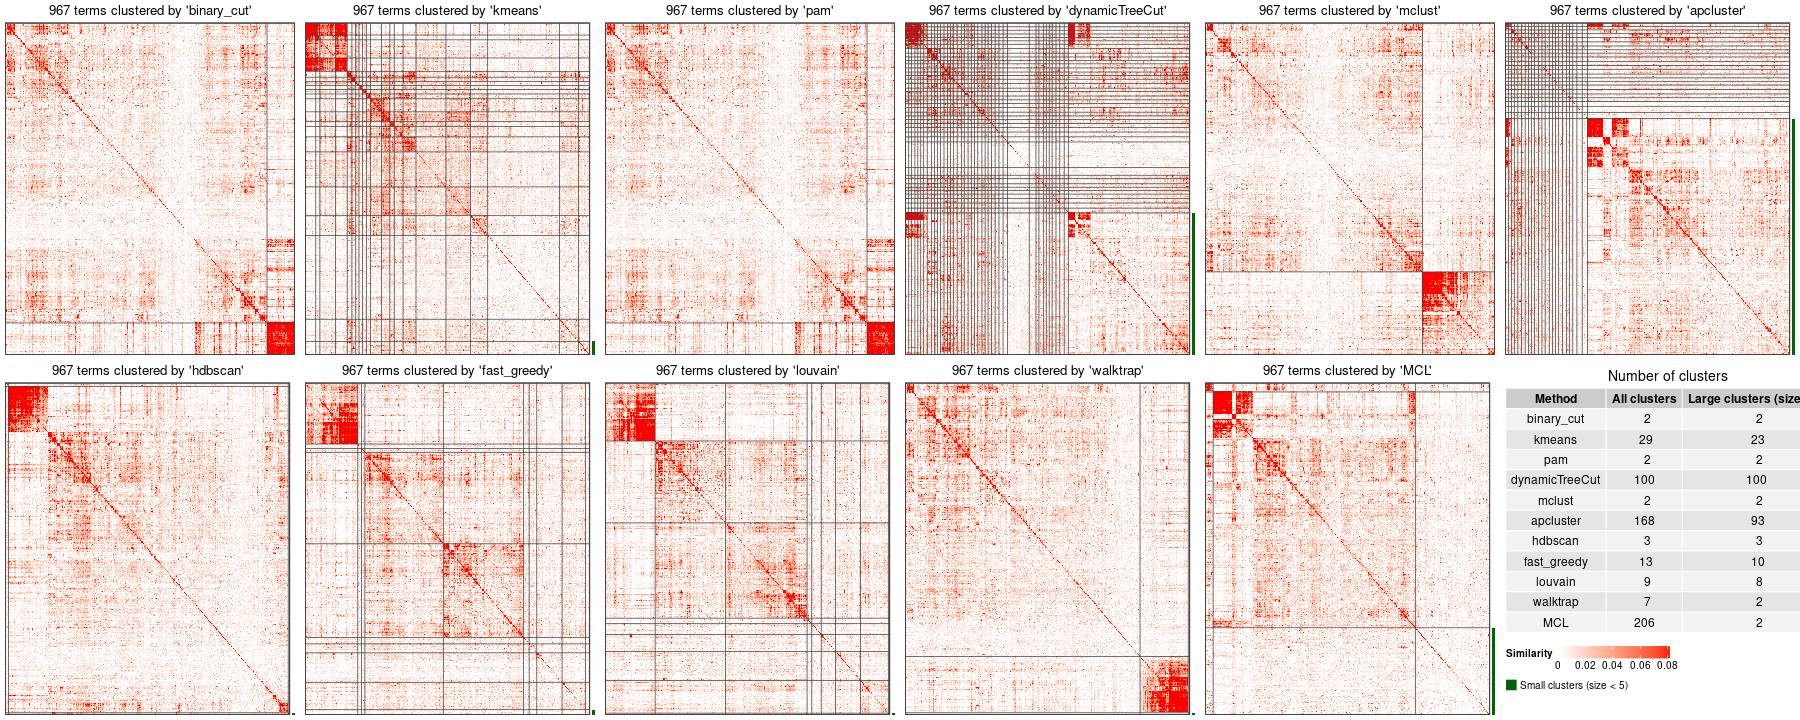 967 terms clustered by 'binary_cut'
967 terms clustered by 'kmeans'
967 terms clustered by 'pam'
967 terms clustered by 'dynamicTreeCut'
967 terms clustered by 'mclust'
967 terms clustered by 'apcluster'
967 terms clustered by 'hdbscan'
967 terms clustered by 'fast_greedy'
967 terms clustered by 'louvain'
967 terms clustered by 'walktrap'
967 terms clustered by 'MCL'
Number of clusters
Method All clusters Large clusters (size
binary_cut 2 2
kmeans 29 23
pam 2 2
dynamicTreeCut 100 100
mclust 2 2
apcluster 168 93
hdbscan 3 3
fast_greedy 13 10
louvain 9 8
walktrap 7 2
MCL 206 2
Similarity
0 0.02 0.04 0.06 0.08
Small clusters (size < 5)